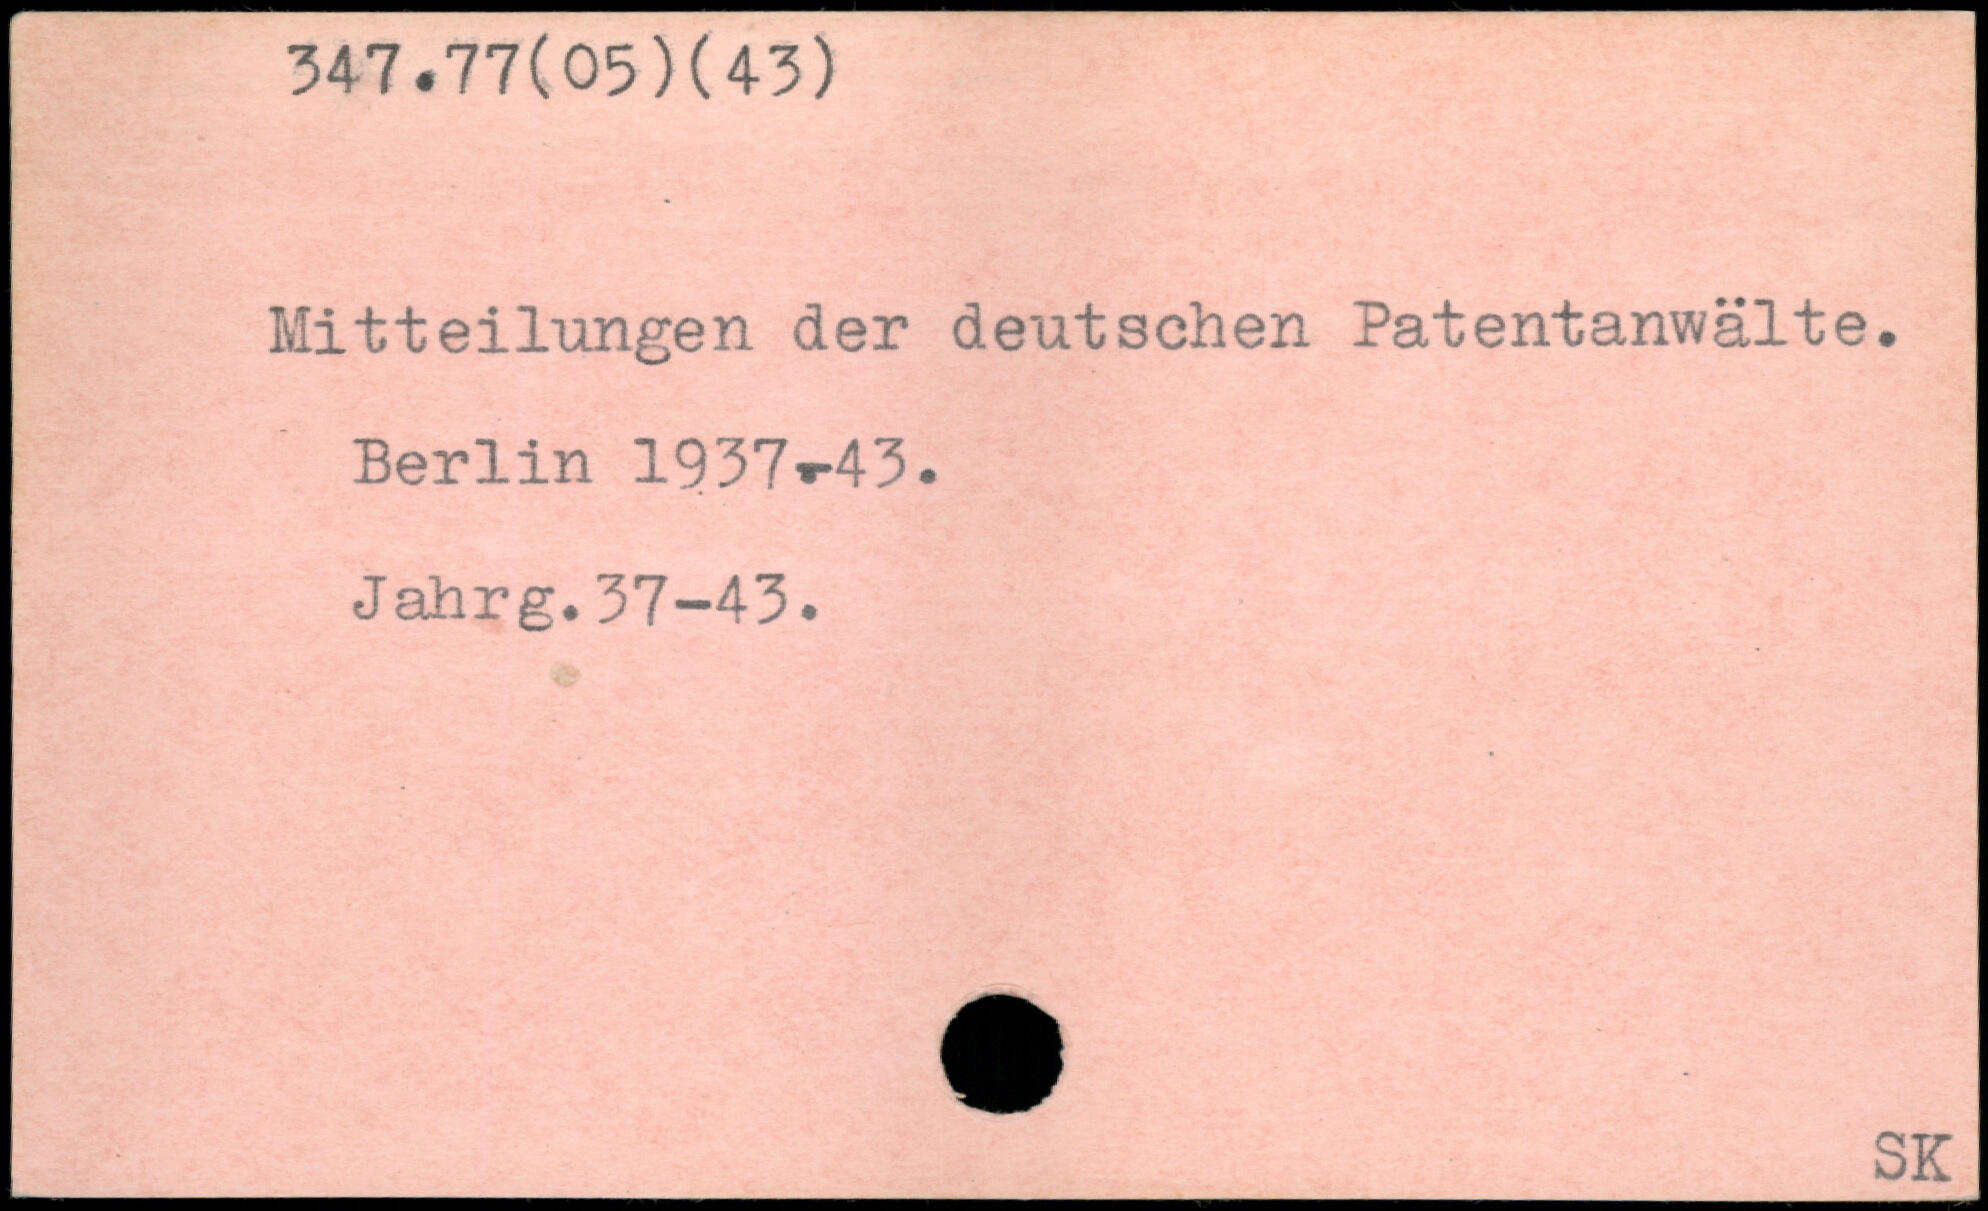 347.77(05)(43)
Mitteilungen der deutschen Patentanwälte.
Berlin 1937-43.
Jahrg.37-43.
SK